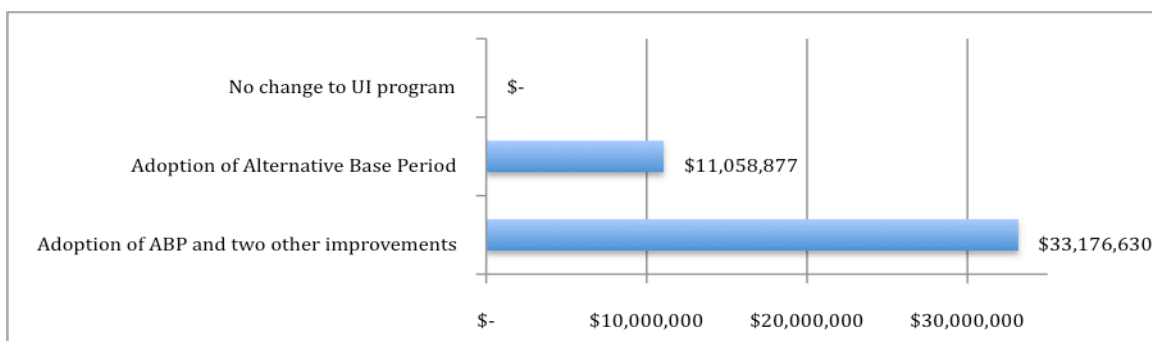 No change to UI program
$-
Adoption of Alternative Base Period
$11,058,877
Adoption of ABP and two other improvements
$33,176,630
$-
$10,000,000
$20,000,000
$30,000,000